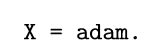 X = adam.